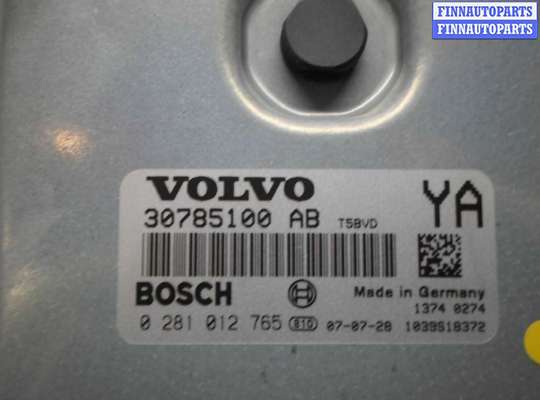 FINNAUTOPARTS
FINNAUTOPARTS
VOLVO
YA
30785100 AB T5BVD
BOSCH
Made in Germany
1374 0274
0 281 012 765 810 07-07-28 1039S18372